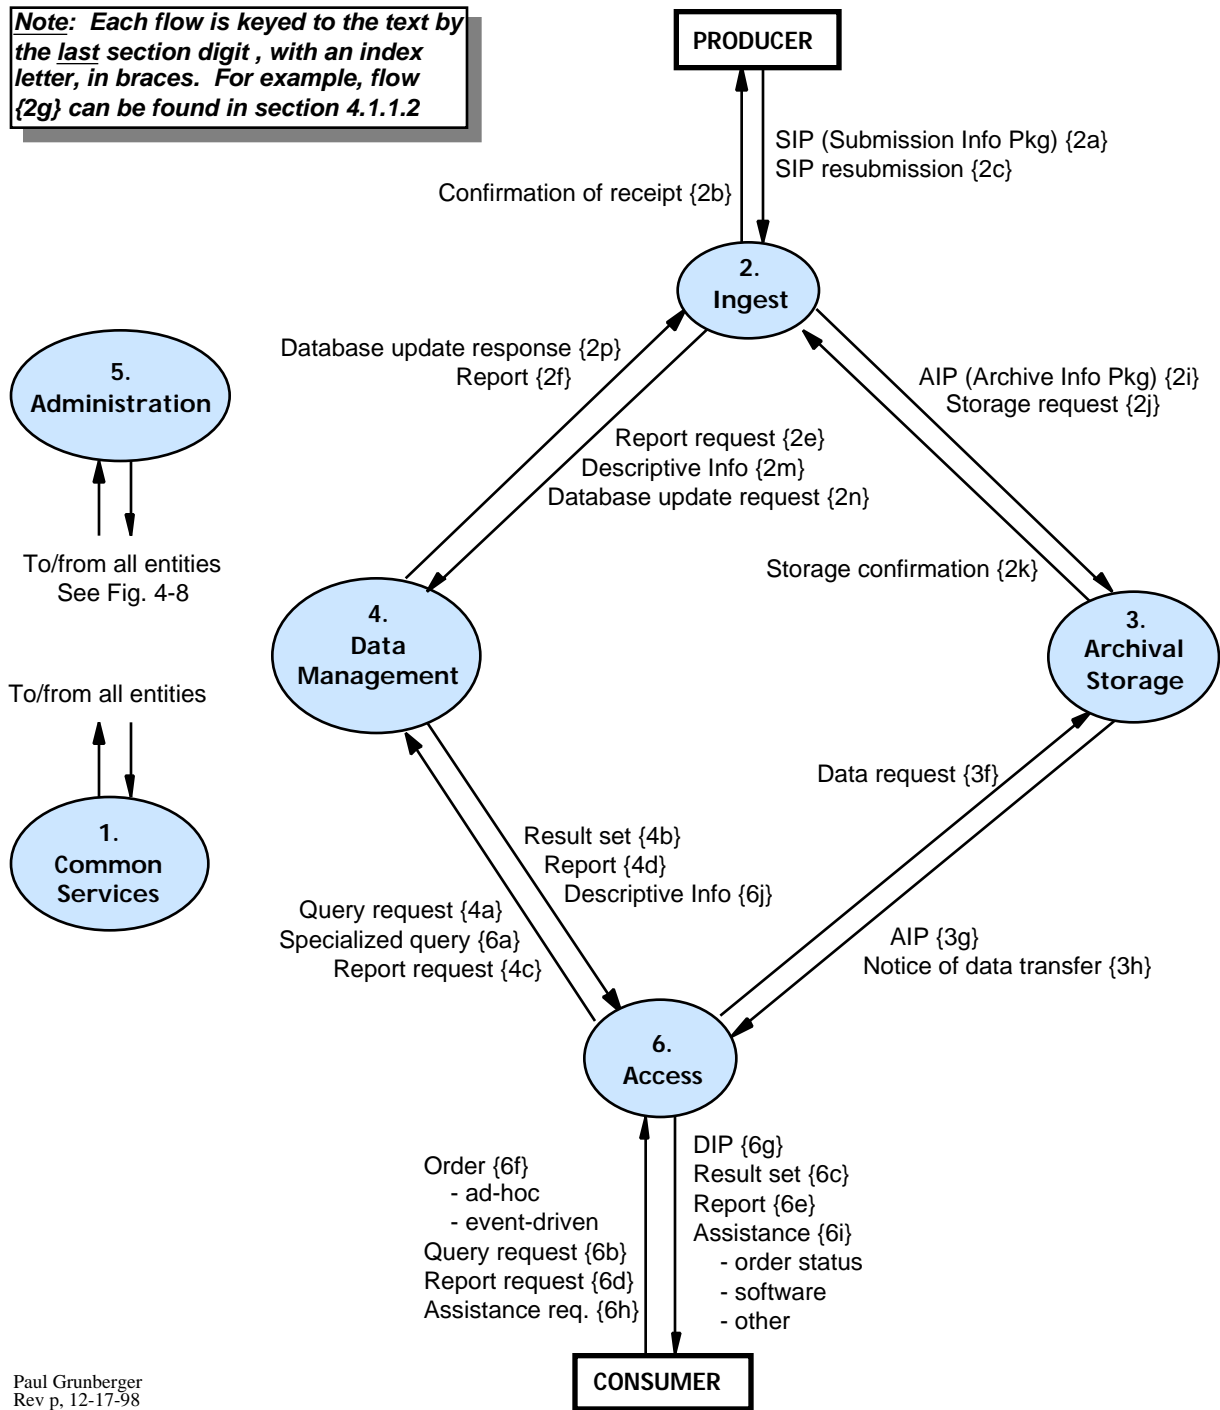 Note: Each flow is keyed to the text by
the last section digit , with an index
letter, in braces. For example, flow
{2g} can be found in section 4.1.1.2
PRODUCER
SIP (Submission Info Pkg) {2a}
SIP resubmission {2c}
Confirmation of receipt {2b}
2.
Ingest
Database update response {2p}
Report {2f}
5.
Administration
AIP (Archive Info Pkg) {2i}
Storage request {2j}
Report request {2e}
Descriptive Info {2m}
Database update request {2n}
To/from all entities
See Fig. 4-8
Storage confirmation {2k}
4.
Data
Management
3.
Archival
Storage
To/from all entities
Data request {3f}
1.
Common
Services
Result set {4b}
Report {4d}
Descriptive Info {6j}
Query request {4a}
Specialized query {6a}
Report request {4c}
AIP {3g}
Notice of data transfer {3h}
6.
Access
Order {6f}
- ad-hoc
- event-driven
Query request {6b}
Report request {6d}
Assistance req. {6h}
DIP {6g}
Result set {6c}
Report {6e}
Assistance {6i}
- order status
- software
- other
CONSUMER
Paul Grunberger
Rev p, 12-17-98